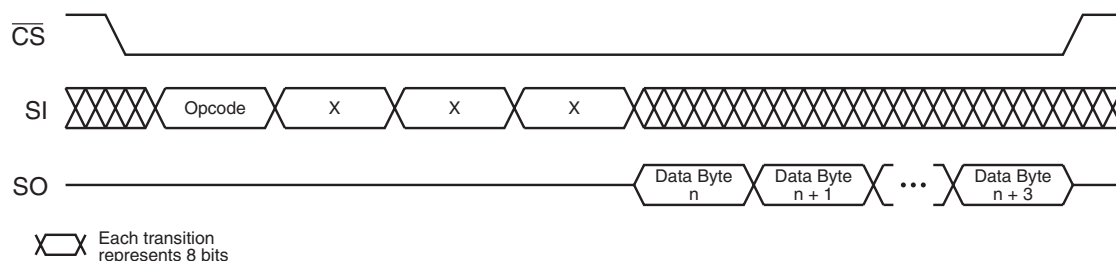 CS
SI
Opcode
X
X
X
SO
Data Byte
n
Data Byte
n + 1
•••
Data Byte
n + 3
Each transition
represents 8 bits